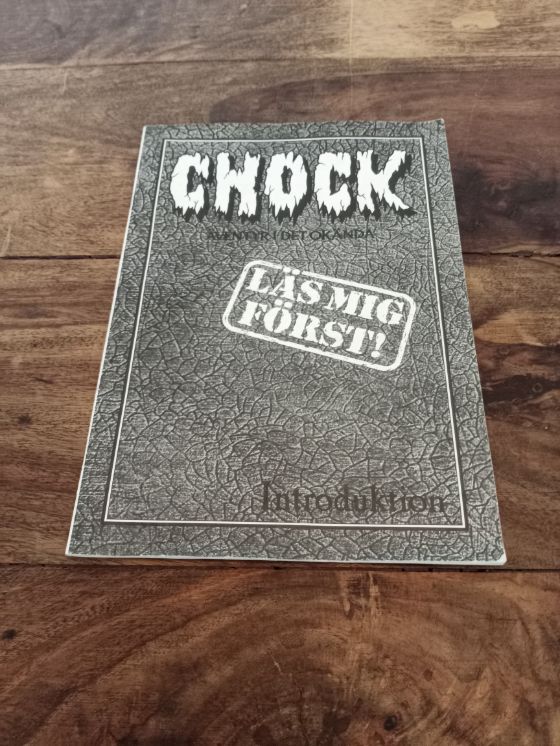 CHOCK
ÄVENTYR I DET OKÄNDA
LÄS MIG
FÖRST!
Introduktion